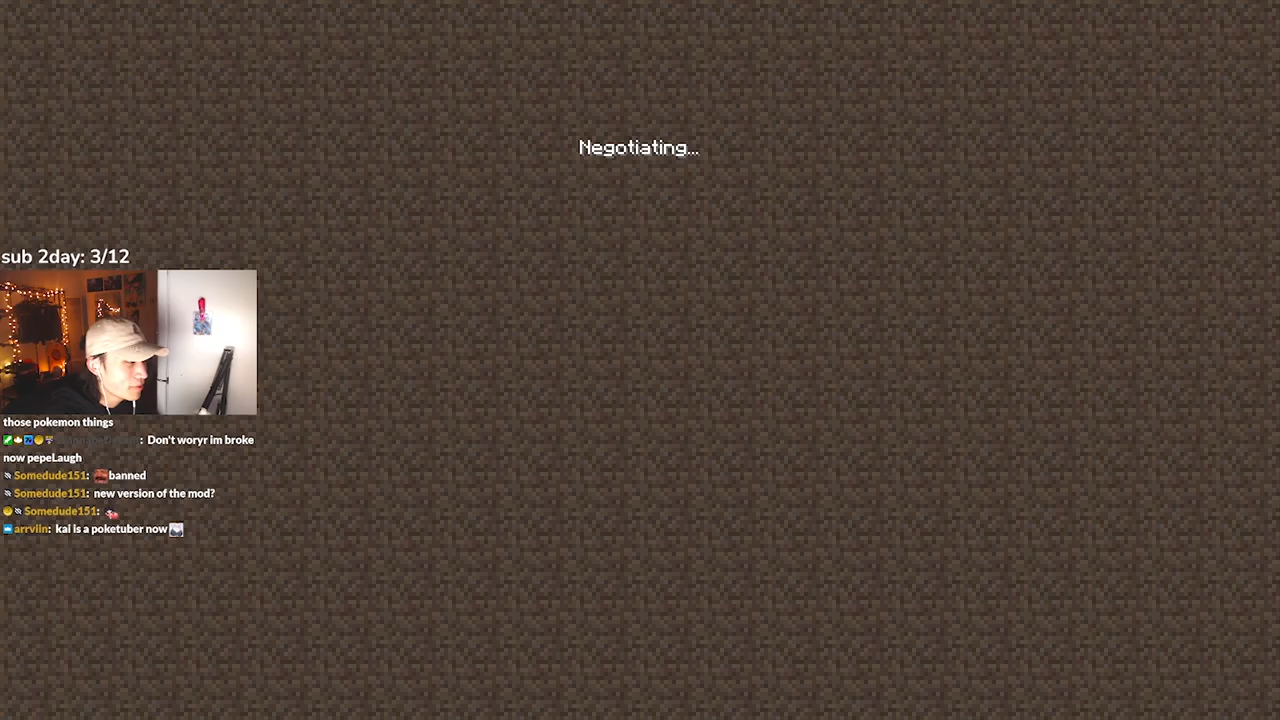 Negotiating...
sub 2day: 3/12
those pokemon things
: Don't woryr im broke
now pepeLaugh
Somedude151: banned
Somedude151: new version of the mod?
Somedude151:
arrviin: kai is a poketuber now